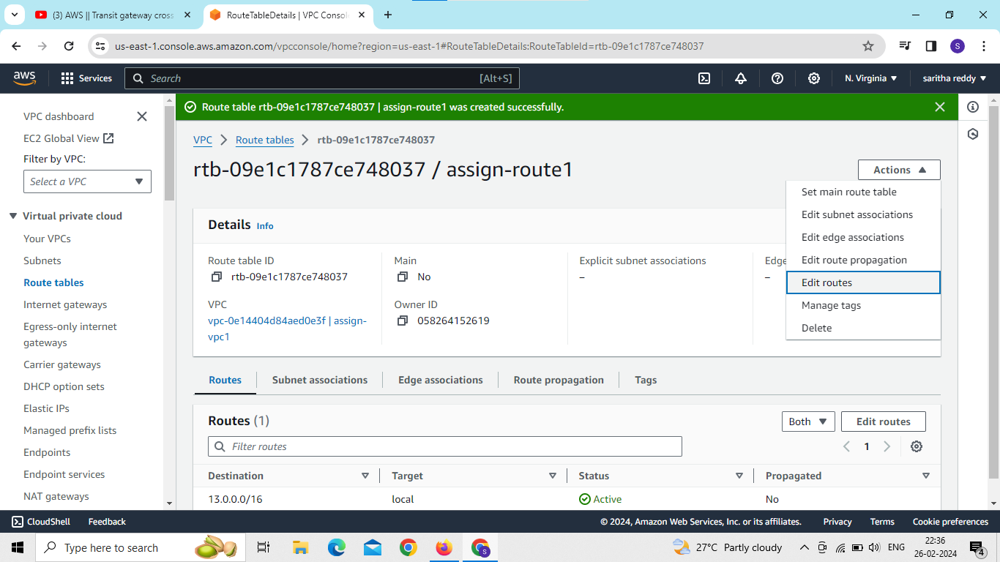 (3) AWS || Transit gateway cross
RouteTableDetails | VPC Conso
us-east-1.console.aws.amazon.com/vpcconsole/home?region=us-east-1#RouteTableDetails:RouteTableId=rtb-09e1c1787ce748037
S
aws
Services
Search
[Alt+S]
N. Virginia
saritha reddy
VPC dashboard
EC2 Global View
Filter by VPC:
Select a VPC
Virtual private cloud
Your VPCs
Subnets
Route tables
Internet gateways
Egress-only internet
gateways
Carrier gateways
DHCP option sets
Elastic IPs
Managed prefix lists
Endpoints
Endpoint services
NAT gateways
Route table rtb-09e1c1787ce748037 | assign-route1 was created successfully.
VPC
Route tables
rtb-09e1c1787ce748037
rtb-09e1c1787ce748037 / assign-route1
Actions
Set main route table
Edit subnet associations
Edit edge associations
Edit route propagation
Edit routes
Manage tags
Delete
Details Info
Route table ID
rtb-09e1c1787ce748037
Main
No
Explicit subnet associations
–
Edge
–
VPC
vpc-0e14404d84aed0e3f | assign-
vpc1
Owner ID
058264152619
Routes
Subnet associations
Edge associations
Route propagation
Tags
Routes (1)
Both
Edit routes
Filter routes
1
Destination
Target
Status
Propagated
13.0.0.0/16
local
Active
No
CloudShell
Feedback
© 2024, Amazon Web Services, Inc. or its affiliates.
Privacy
Terms
Cookie preferences
Type here to search
S
27°C Partly cloudy
ENG
22:36
26-02-2024
4